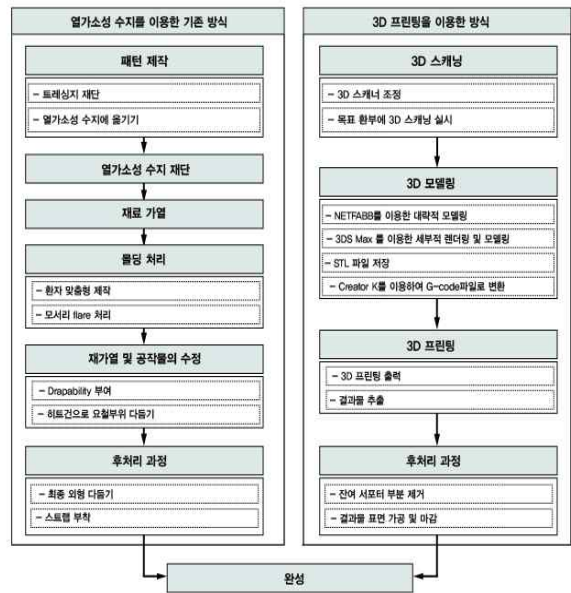 열가소성 수지를 이용한 기존 방식
패턴 제작
- 트레싱지 재단
- 열가소성 수지에 옮기기
열가소성 수지 재단
재료 가열
몰딩 처리
- 환자 맞춤형 제작
- 모서리 flare 처리
재가열 및 공작물의 수정
- Drapability 부여
- 히트건으로 요철부위 다듬기
후처리 과정
- 최종 외형 다듬기
- 스트랩 부착
3D 프린팅을 이용한 방식
3D 스캐닝
- 3D 스캐너 조정
- 목표 환부에 3D 스캐닝 실시
3D 모델링
- NETFABB를 이용한 대략적 모델링
- 3DS Max 를 이용한 세부적 렌더링 및 모델링
- STL 파일 저장
- Creator K를 이용하여 G-code파일로 변환
3D 프린팅
- 3D 프린팅 출력
- 결과물 추출
후처리 과정
- 잔여 서포터 부분 제거
- 결과물 표면 가공 및 마감
완성